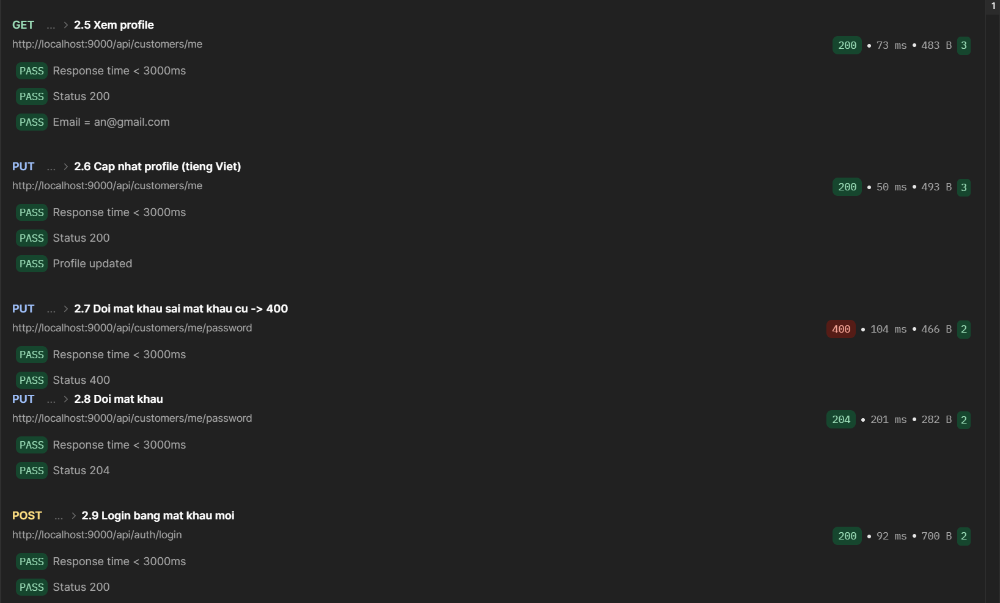 1
GET ... > 2.5 Xem profile
http://localhost:9000/api/customers/me
200 • 73 ms • 483 B 3
PASS Response time < 3000ms
PASS Status 200
PASS Email = an@gmail.com
PUT ... > 2.6 Cap nhat profile (tieng Viet)
http://localhost:9000/api/customers/me
200 • 50 ms • 493 B 3
PASS Response time < 3000ms
PASS Status 200
PASS Profile updated
PUT ... > 2.7 Doi mat khau sai mat khau cu -> 400
http://localhost:9000/api/customers/me/password
400 • 104 ms • 466 B 2
PASS Response time < 3000ms
PASS Status 400
PUT ... > 2.8 Doi mat khau
http://localhost:9000/api/customers/me/password
204 • 201 ms • 282 B 2
PASS Response time < 3000ms
PASS Status 204
POST ... > 2.9 Login bang mat khau moi
http://localhost:9000/api/auth/login
200 • 92 ms • 700 B 2
PASS Response time < 3000ms
PASS Status 200